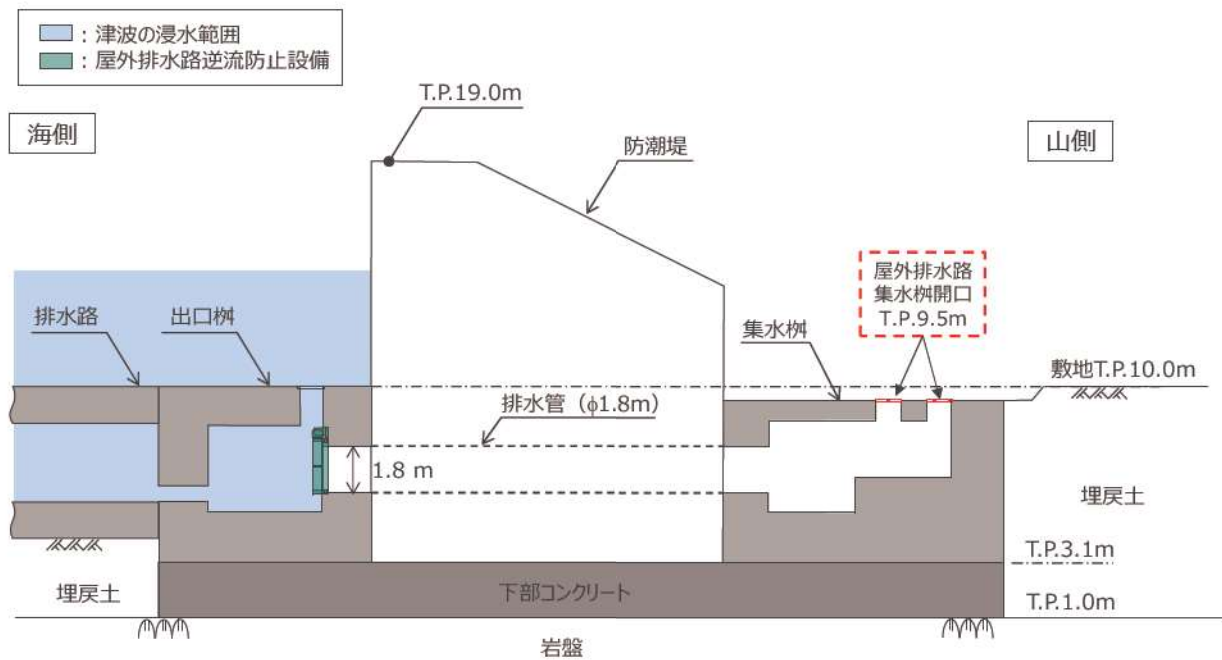 ：津波の浸水範囲
：屋外排水路逆流防止設備
T.P.19.0m
海側
山側
防潮堤
屋外排水路
集水桝開口
T.P.9.5m
排水路
出口桝
集水桝
敷地T.P.10.0m
排水管（φ1.8m）
1.8 m
埋戻土
T.P.3.1m
埋戻土
下部コンクリート
T.P.1.0m
岩盤